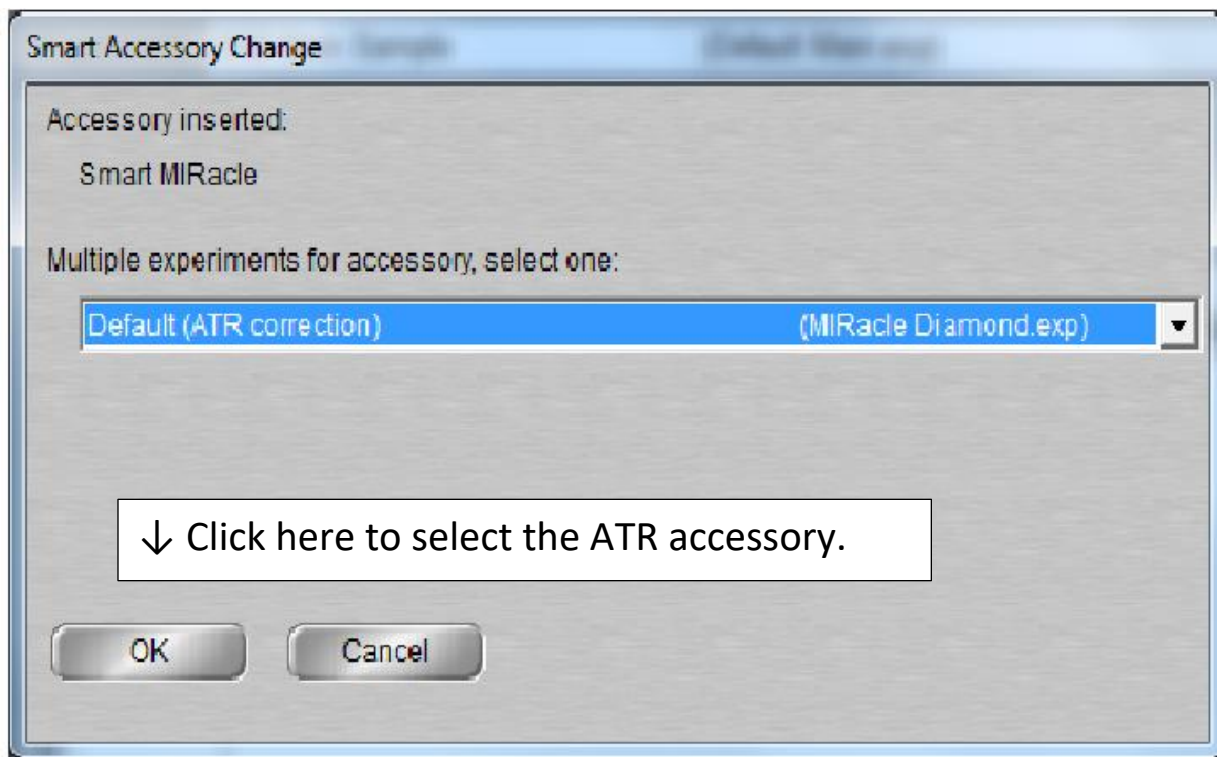 Smart Accessory Change
Accessory inserted:
Smart MIRacle
Multiple experiments for accessory, select one:
Default (ATR correction) (MIRacle Diamond.exp)
↓ Click here to select the ATR accessory.
OK Cancel